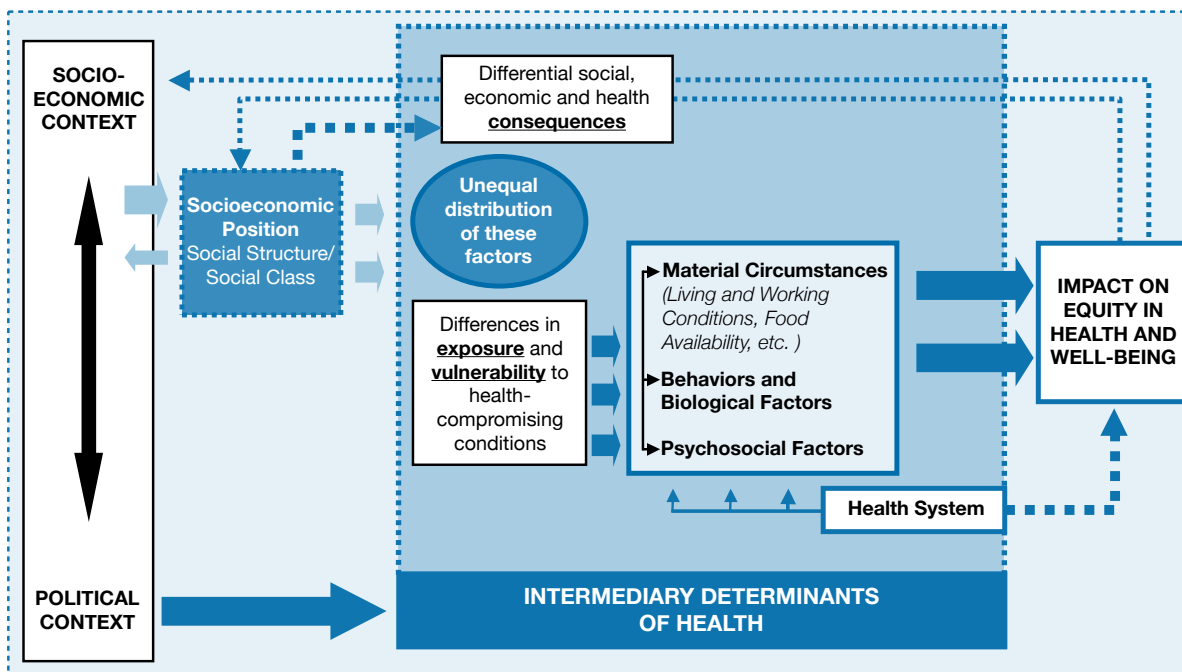 SOCIO-
ECONOMIC
CONTEXT
POLITICAL
CONTEXT
Socioeconomic
Position
Social Structure/
Social Class
Differential social,
economic and health
consequences
Unequal
distribution
of these
factors
Differences in
exposure and
vulnerability to
health-
compromising
conditions
Material Circumstances
(Living and Working
Conditions, Food
Availability, etc. )
Behaviors and
Biological Factors
Psychosocial Factors
Health System
IMPACT ON
EQUITY IN
HEALTH AND
WELL-BEING
INTERMEDIARY DETERMINANTS
OF HEALTH